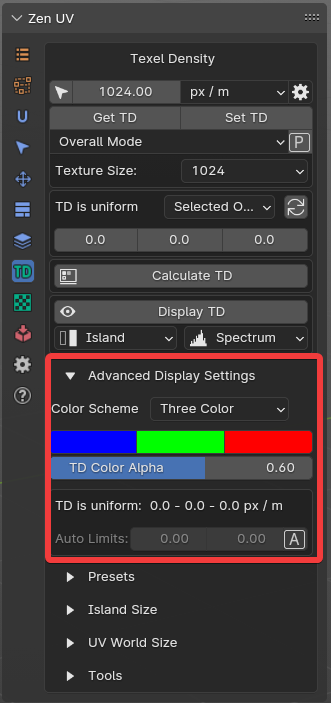 Zen UV
Texel Density
1024.00 px / m
Get TD Set TD
Overall Mode P
Texture Size: 1024
TD is uniform Selected O...
0.0 0.0 0.0
Calculate TD
Display TD
Island Spectrum
Advanced Display Settings
Color Scheme Three Color
TD Color Alpha 0.60
TD is uniform: 0.0 - 0.0 - 0.0 px / m
Auto Limits: 0.00 0.00 A
Presets
Island Size
UV World Size
Tools
U
TD
?